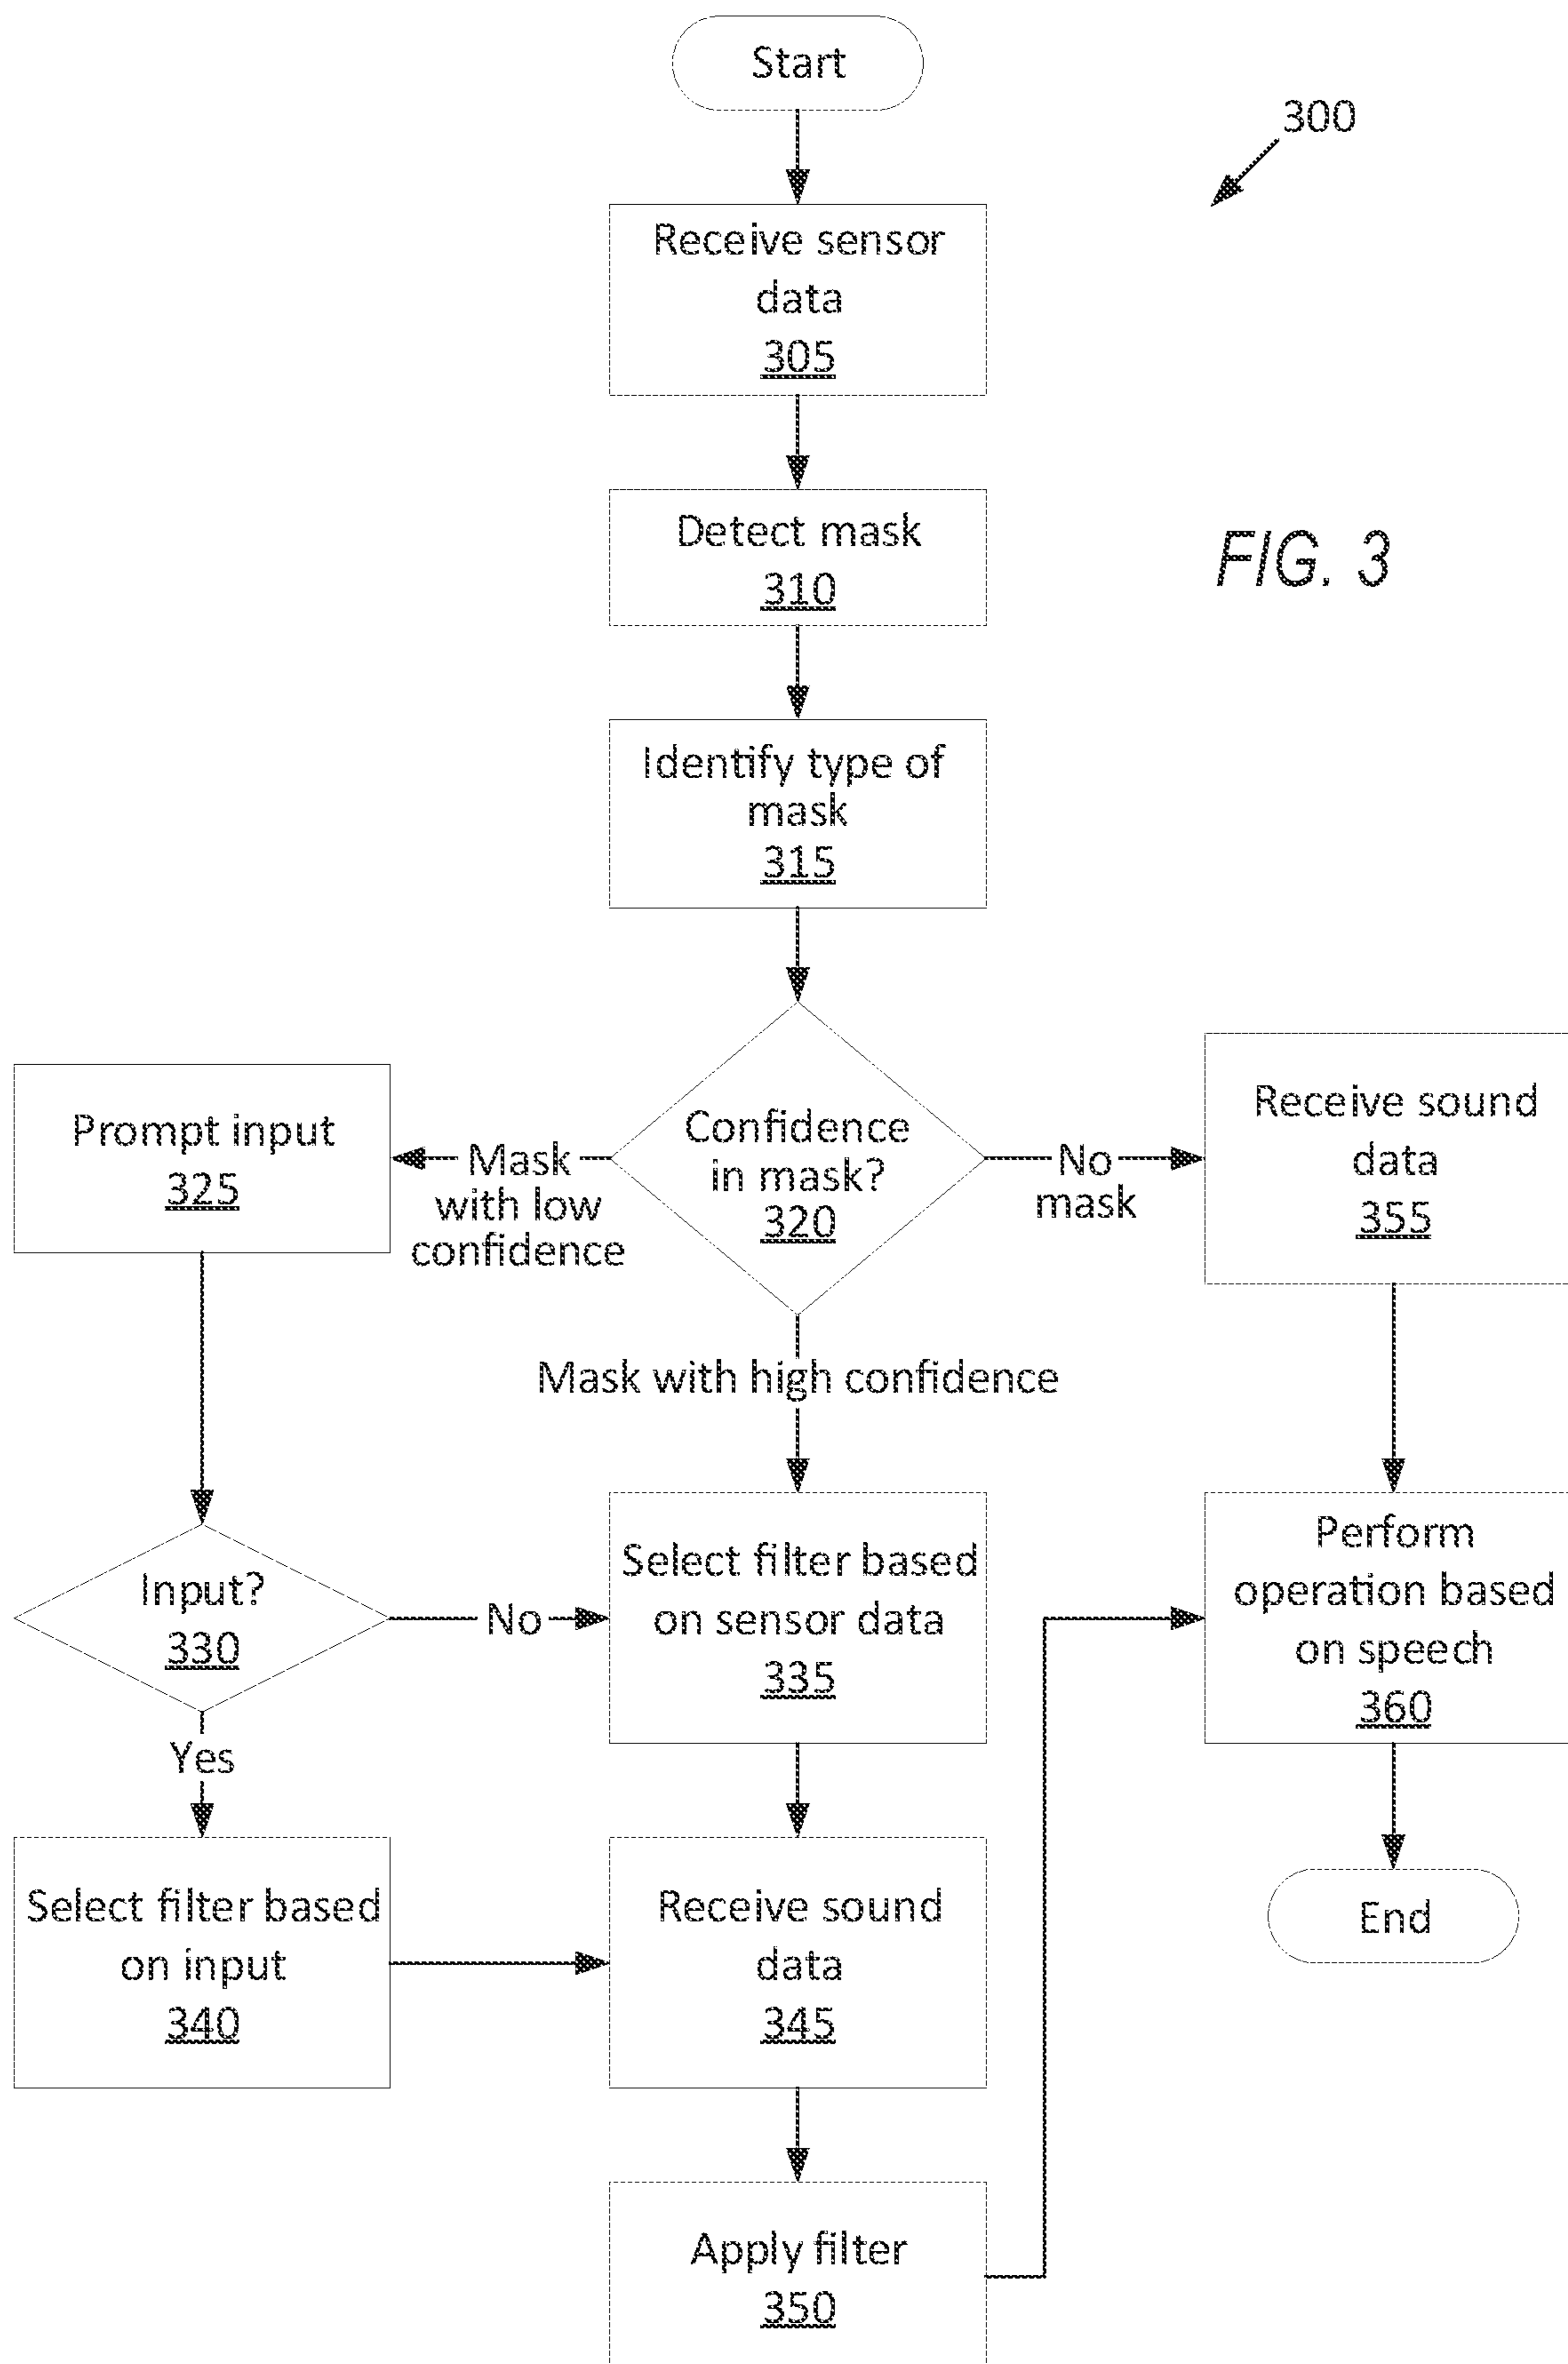 Start
300
Receive sensor
data
305
Detect mask
310
FIG. 3
Identify type of
mask
315
Confidence
in mask?
320
Mask
with low
confidence
No
mask
Prompt input
325
Receive sound
data
355
Mask with high confidence
Input?
330
No
Yes
Select filter based
on sensor data
335
Perform
operation based
on speech
360
Select filter based
on input
340
Receive sound
data
345
End
Apply filter
350